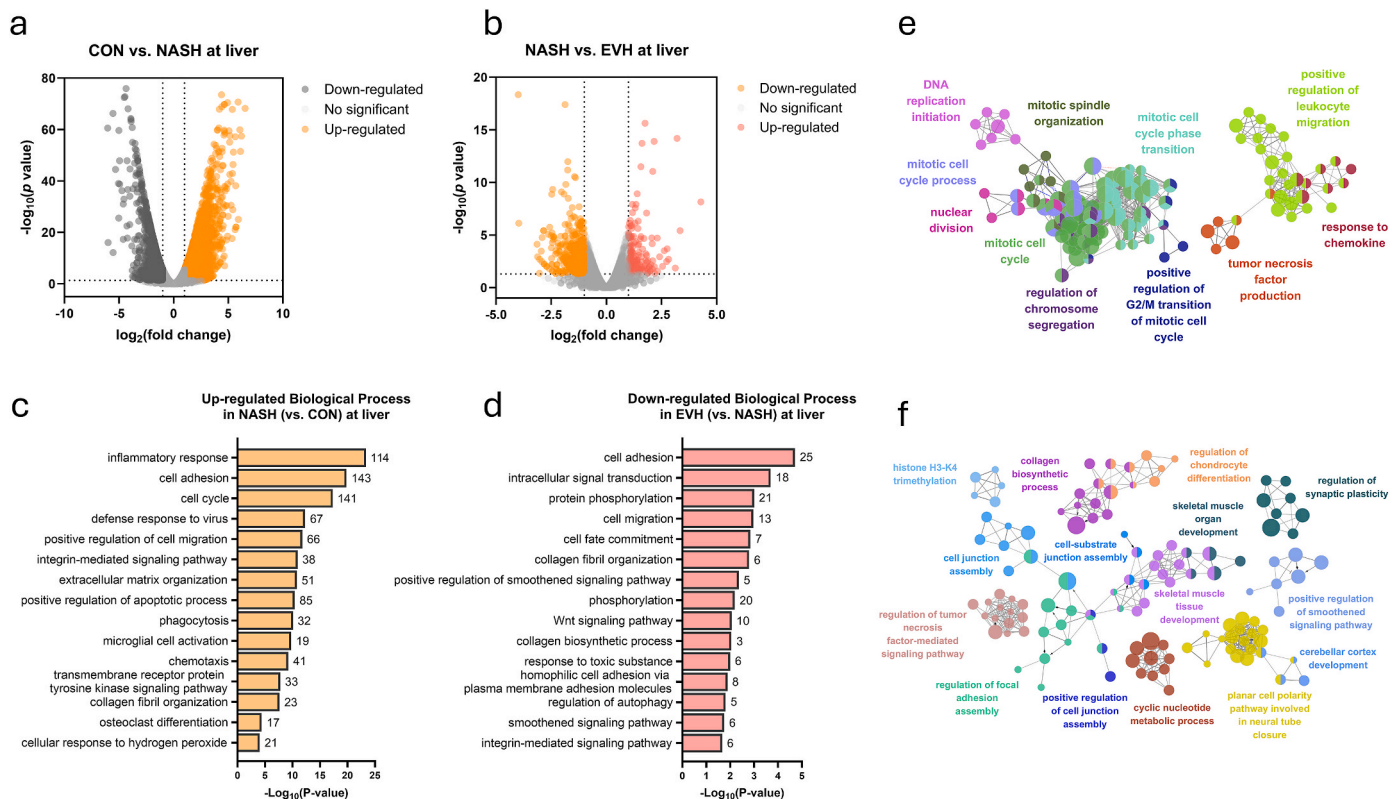 a
CON vs. NASH at liver
80
60
40
20
0
-10
-5
0
5
10
-log10(p value)
log2(fold change)
Down-regulated
No significant
Up-regulated
b
NASH vs. EVH at liver
20
15
10
5
0
-5.0
-2.5
0.0
2.5
5.0
-log10(p value)
log2(fold change)
Down-regulated
No significant
Up-regulated
e
DNA
replication
initiation
mitotic spindle
organization
mitotic cell
cycle phase
transition
positive
regulation of
leukocyte
migration
mitotic cell
cycle process
nuclear
division
mitotic cell
cycle
regulation of
chromosome
segregation
positive
regulation of
G2/M transition
of mitotic cell
cycle
tumor necrosis
factor
production
response to
chemokine
c
Up-regulated Biological Process
in NASH (vs. CON) at liver
inflammatory response 114
cell adhesion 143
cell cycle 141
defense response to virus 67
positive regulation of cell migration 66
integrin-mediated signaling pathway 38
extracellular matrix organization 51
positive regulation of apoptotic process 85
phagocytosis 32
microglial cell activation 19
chemotaxis 41
transmembrane receptor protein
tyrosine kinase signaling pathway 33
collagen fibril organization 23
osteoclast differentiation 17
cellular response to hydrogen peroxide 21
0 5 10 15 20 25
-Log10(P-value)
d
Down-regulated Biological Process
in EVH (vs. NASH) at liver
cell adhesion 25
intracellular signal transduction 18
protein phosphorylation 21
cell migration 13
cell fate commitment 7
collagen fibril organization 6
positive regulation of smoothened signaling pathway 5
phosphorylation 20
Wnt signaling pathway 10
collagen biosynthetic process 3
response to toxic substance 6
homophilic cell adhesion via
plasma membrane adhesion molecules 8
regulation of autophagy 5
smoothened signaling pathway 6
integrin-mediated signaling pathway 6
0 1 2 3 4 5
-Log10(P-value)
f
histone H3-K4
trimethylation
collagen
biosynthetic
process
regulation of
chondrocyte
differentiation
regulation of
synaptic plasticity
skeletal muscle
organ
development
cell junction
assembly
cell-substrate
junction assembly
skeletal muscle
tissue
development
positive regulation
of smoothened
signaling pathway
regulation of tumor
necrosis
factor-mediated
signaling pathway
cerebellar cortex
development
regulation of focal
adhesion
assembly
positive regulation
of cell junction
assembly
cyclic nucleotide
metabolic process
planar cell polarity
pathway involved
in neural tube
closure